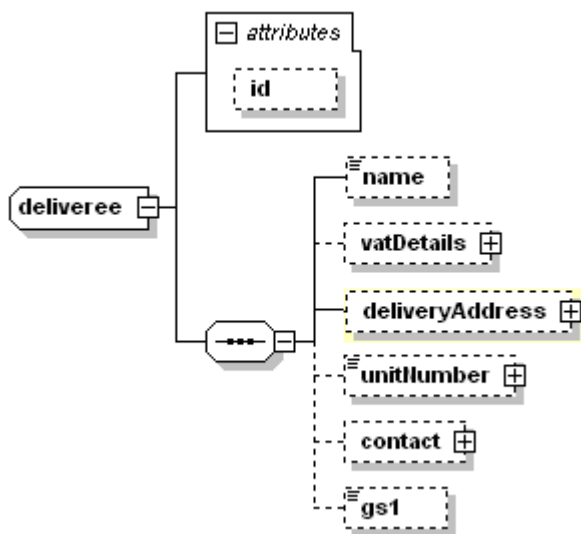 attributes
id
deliveree
name
vatDetails
deliveryAddress
unitNumber
contact
gs1